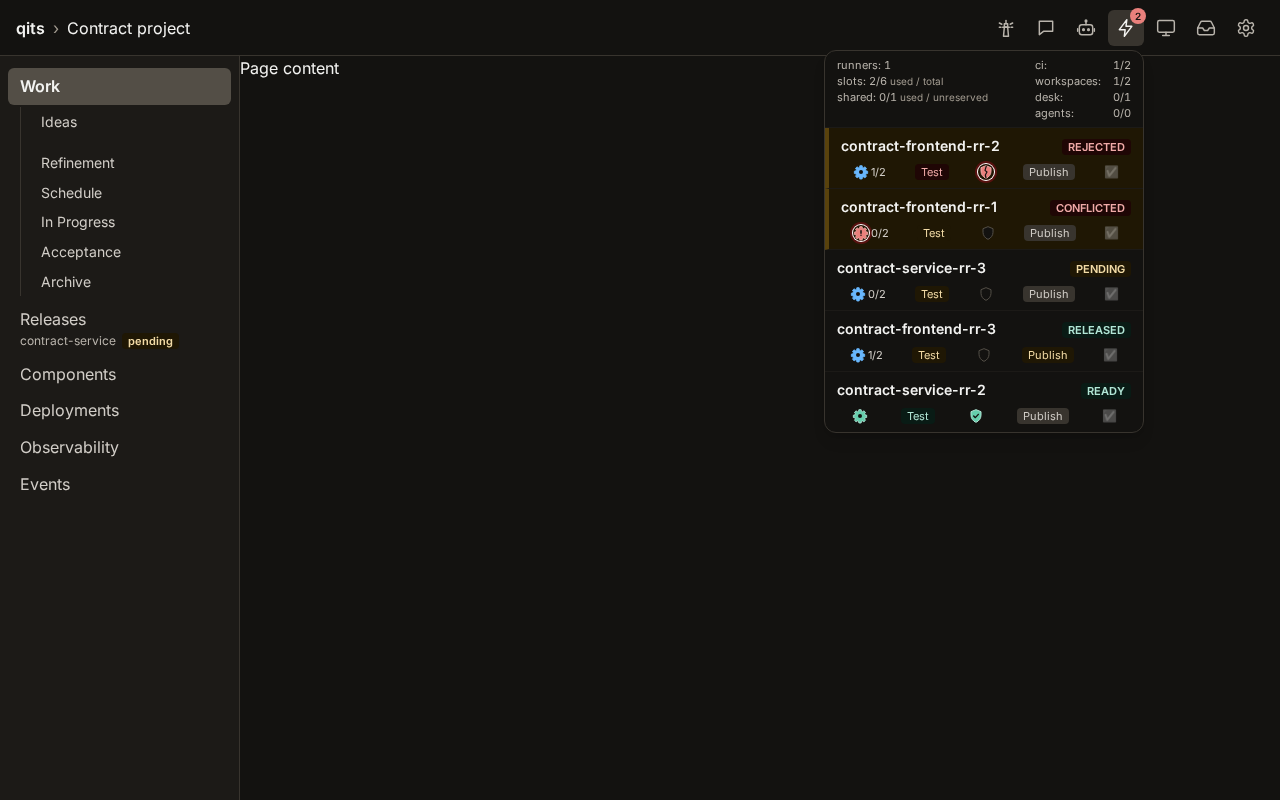 qits › Contract project
2
Work
Ideas
Refinement
Schedule
In Progress
Acceptance
Archive
Releases
contract-service pending
Components
Deployments
Observability
Events
Page content
runners: 1
slots: 2/6 used / total
shared: 0/1 used / unreserved
ci: 1/2
workspaces: 1/2
desk: 0/1
agents: 0/0
contract-frontend-rr-2 REJECTED
1/2 Test Publish
contract-frontend-rr-1 CONFLICTED
0/2 Test Publish
contract-service-rr-3 PENDING
0/2 Test Publish
contract-frontend-rr-3 RELEASED
1/2 Test Publish
contract-service-rr-2 READY
Test Publish